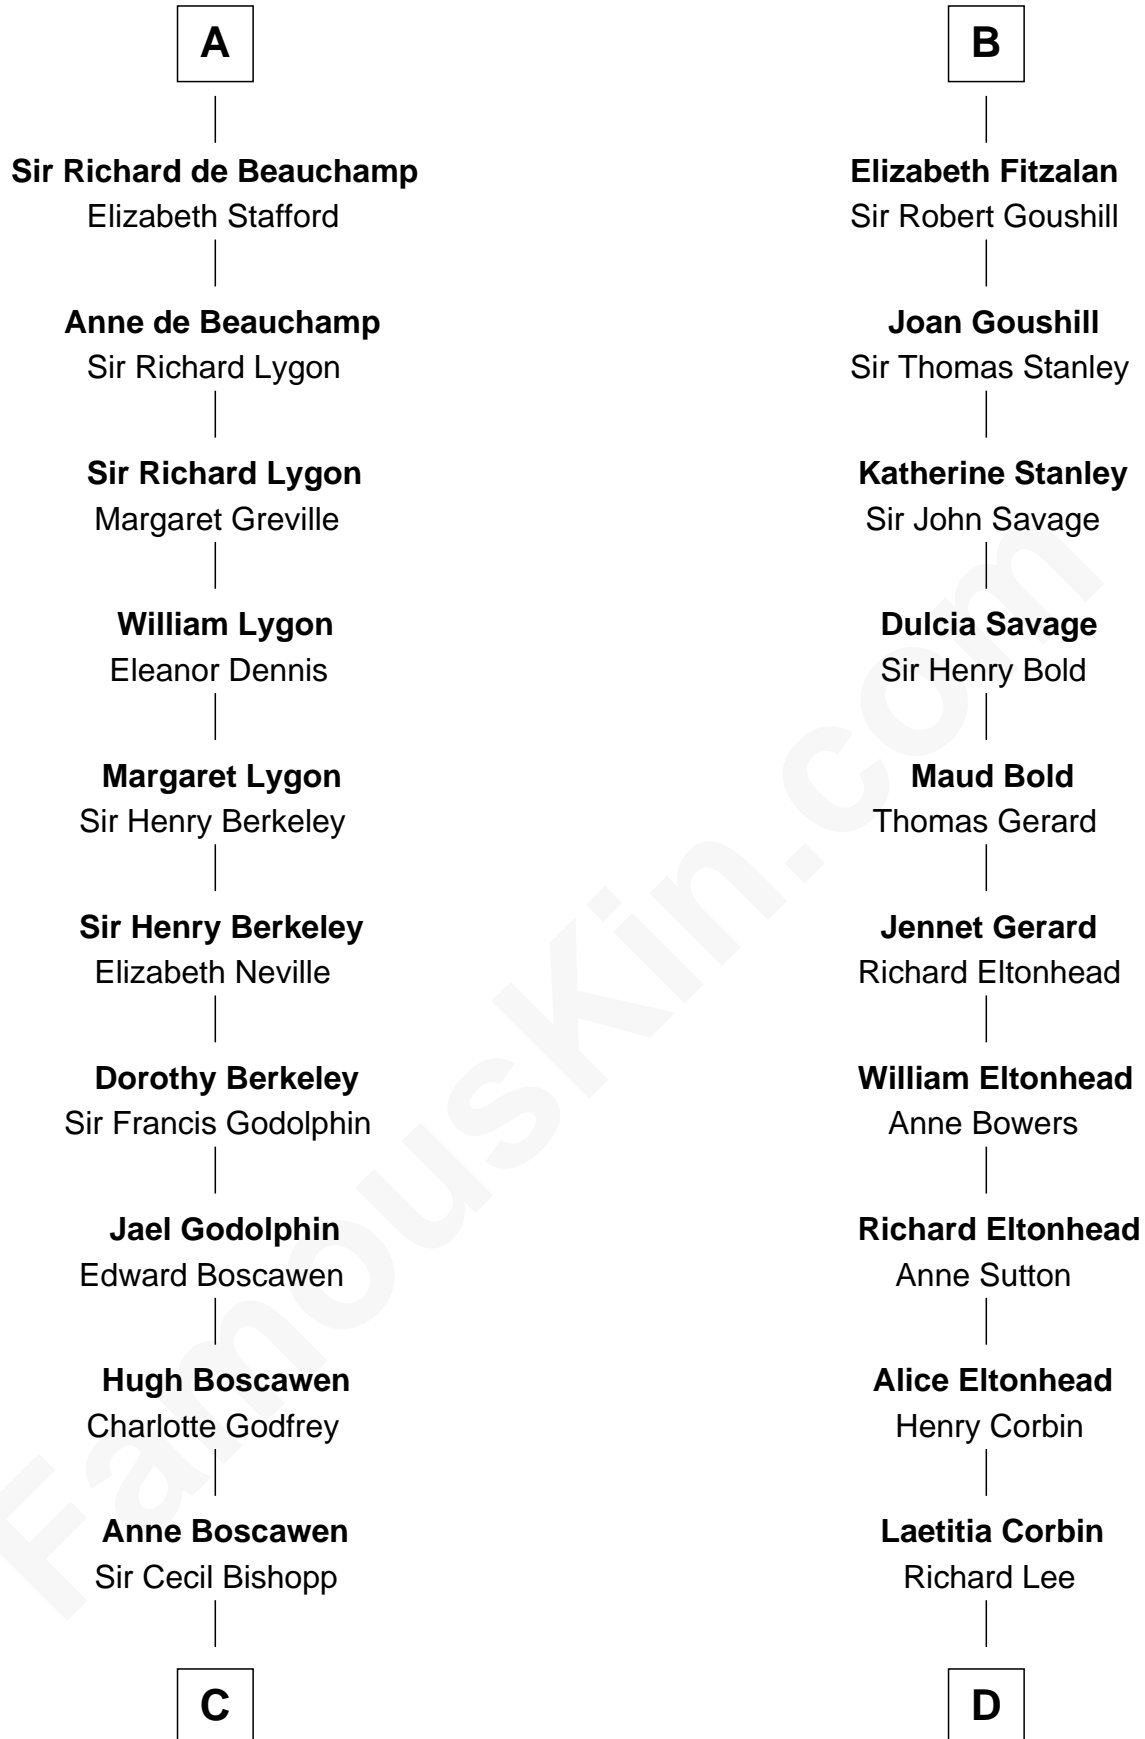 A
Sir Richard de Beauchamp
Elizabeth Stafford
Anne de Beauchamp
Sir Richard Lygon
Sir Richard Lygon
Margaret Greville
William Lygon
Eleanor Dennis
Margaret Lygon
Sir Henry Berkeley
Sir Henry Berkeley
Elizabeth Neville
Dorothy Berkeley
Sir Francis Godolphin
Jael Godolphin
Edward Boscawen
Hugh Boscawen
Charlotte Godfrey
Anne Boscawen
Sir Cecil Bishopp
C
B
Elizabeth Fitzalan
Sir Robert Goushill
Joan Goushill
Sir Thomas Stanley
Katherine Stanley
Sir John Savage
Dulcia Savage
Sir Henry Bold
Maud Bold
Thomas Gerard
Jennet Gerard
Richard Eltonhead
William Eltonhead
Anne Bowers
Richard Eltonhead
Anne Sutton
Alice Eltonhead
Henry Corbin
Laetitia Corbin
Richard Lee
D
FamousKin.com